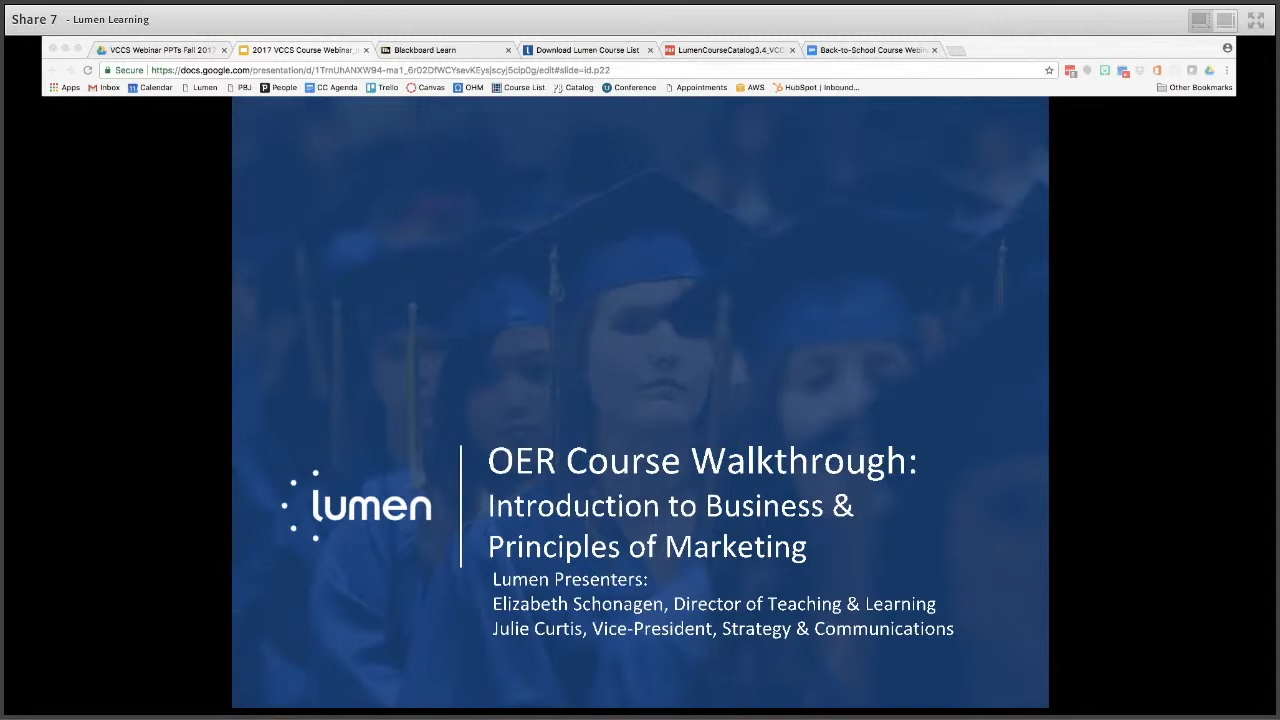 Share 7 - Lumen Learning
VCCS Webinar PPTs Fall 2017 × 2017 VCCS Course Webinar_ × Blackboard Learn × Download Lumen Course List × LumenCourseCatalog3.4_VCC × Back-to-School Course Webin ×
Secure https://docs.google.com/presentation/d/1TrnUhANXW94-ma1_6r02DfWCYsevKEysjscyj5cip0g/edit#slide=id.p22
Apps Inbox Calendar Lumen PBJ People CC Agenda Trello Canvas OHM Course List Catalog Conference Appointments AWS HubSpot | Inbound... Other Bookmarks
OER Course Walkthrough:
Introduction to Business &
lumen
Principles of Marketing
Lumen Presenters:
Elizabeth Schonagen, Director of Teaching & Learning
Julie Curtis, Vice-President, Strategy & Communications